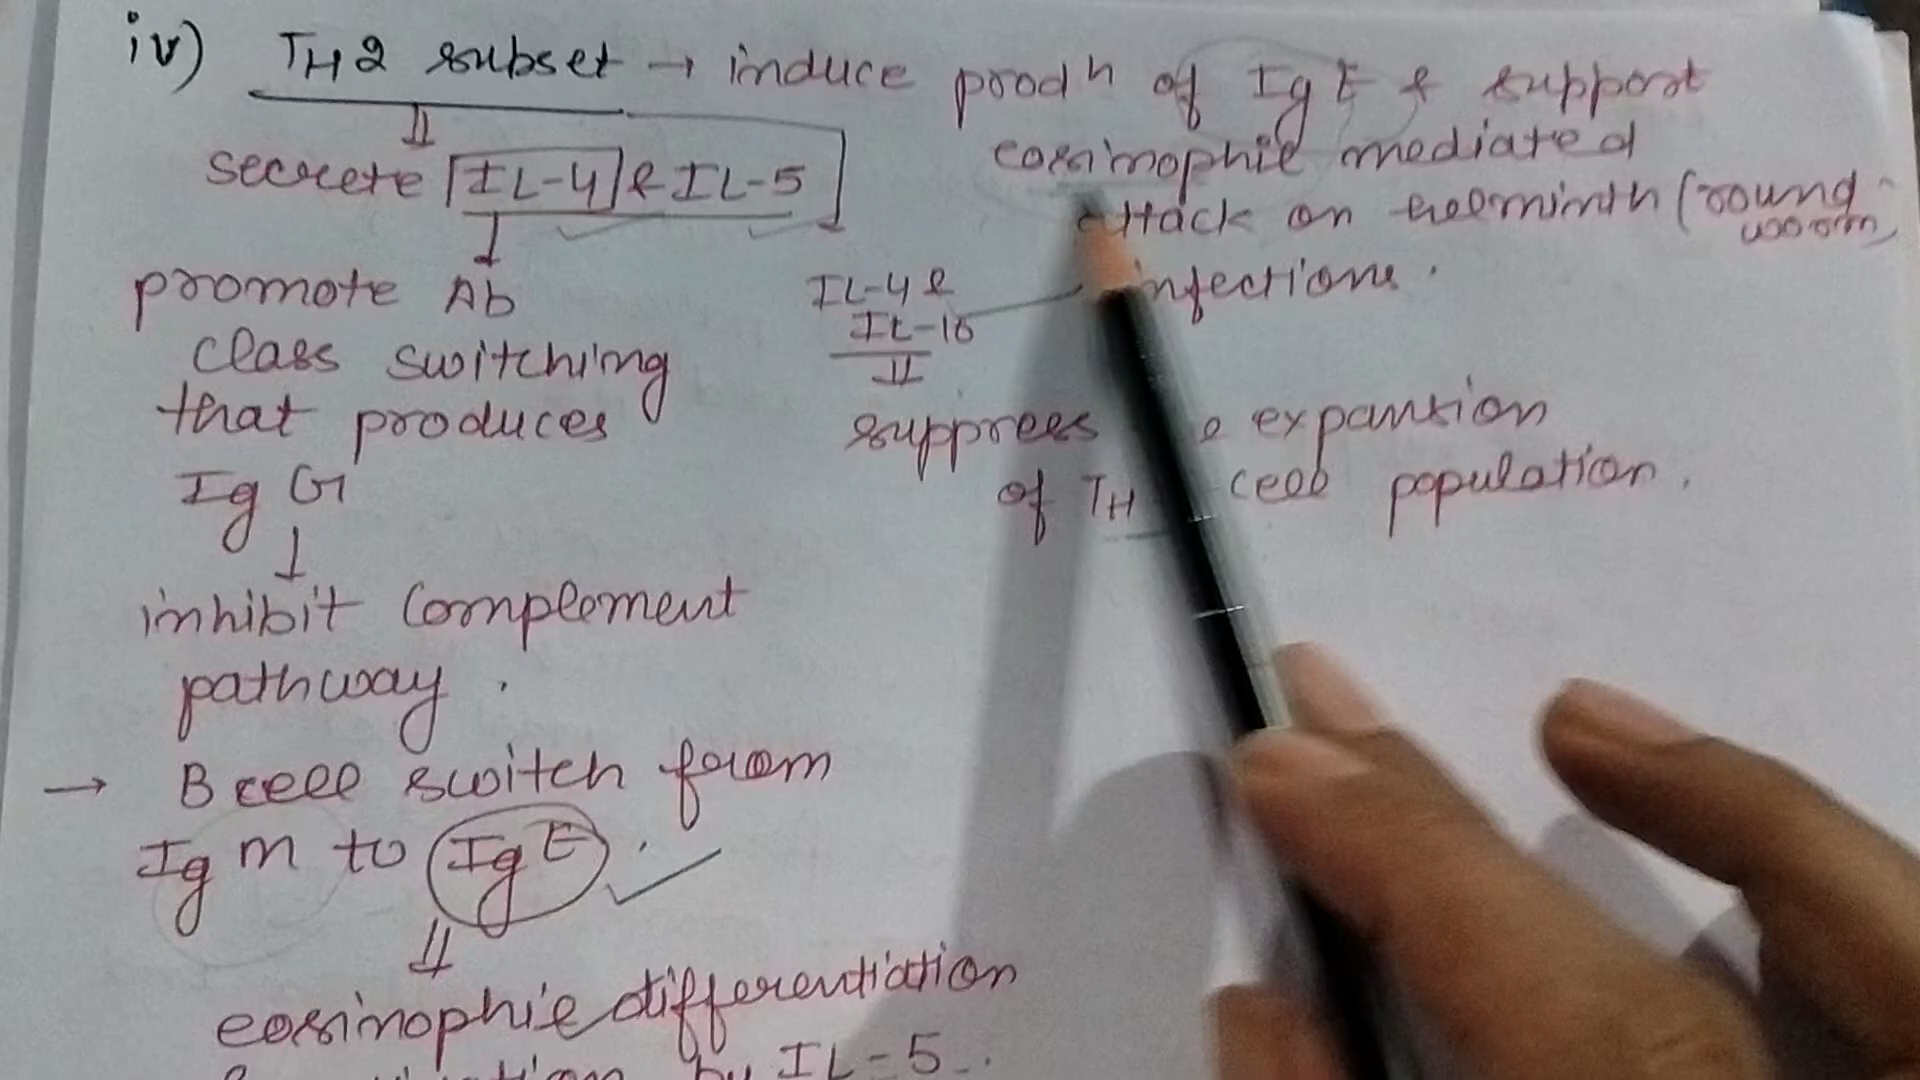 iv) TH2 subset → induce prodn of IgE & support
eosinophil mediated
attack on helminth (round
worm)
infections.
secrete IL-4 & IL-5
promote Ab
class switching
that produces
IgG
inhibit complement
pathway.
→ B cell switch from
IgM to IgE.
eosinophil differentiation
by IL-5.
IL-4 &
IL-10
suppress expansion
of TH cell population.